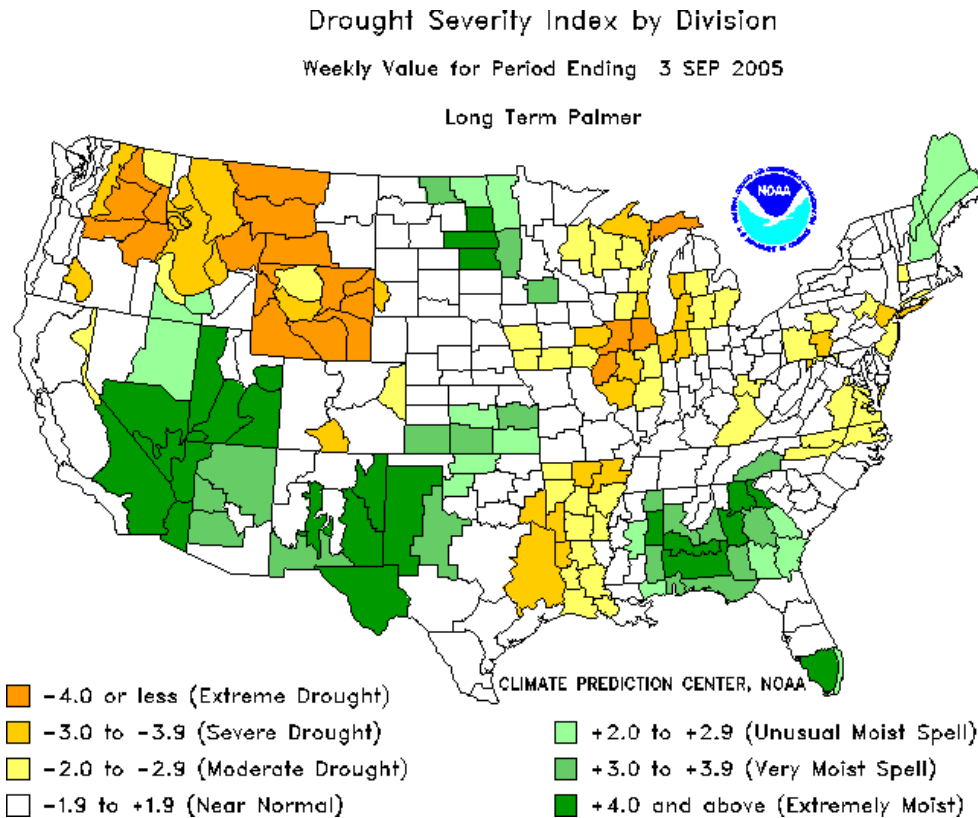 Drought Severity Index by Division
Weekly Value for Period Ending 3 SEP 2005
Long Term Palmer
NOAA
CLIMATE PREDICTION CENTER, NOAA
-4.0 or less (Extreme Drought)
-3.0 to -3.9 (Severe Drought)
-2.0 to -2.9 (Moderate Drought)
-1.9 to +1.9 (Near Normal)
+2.0 to +2.9 (Unusual Moist Spell)
+3.0 to +3.9 (Very Moist Spell)
+4.0 and above (Extremely Moist)